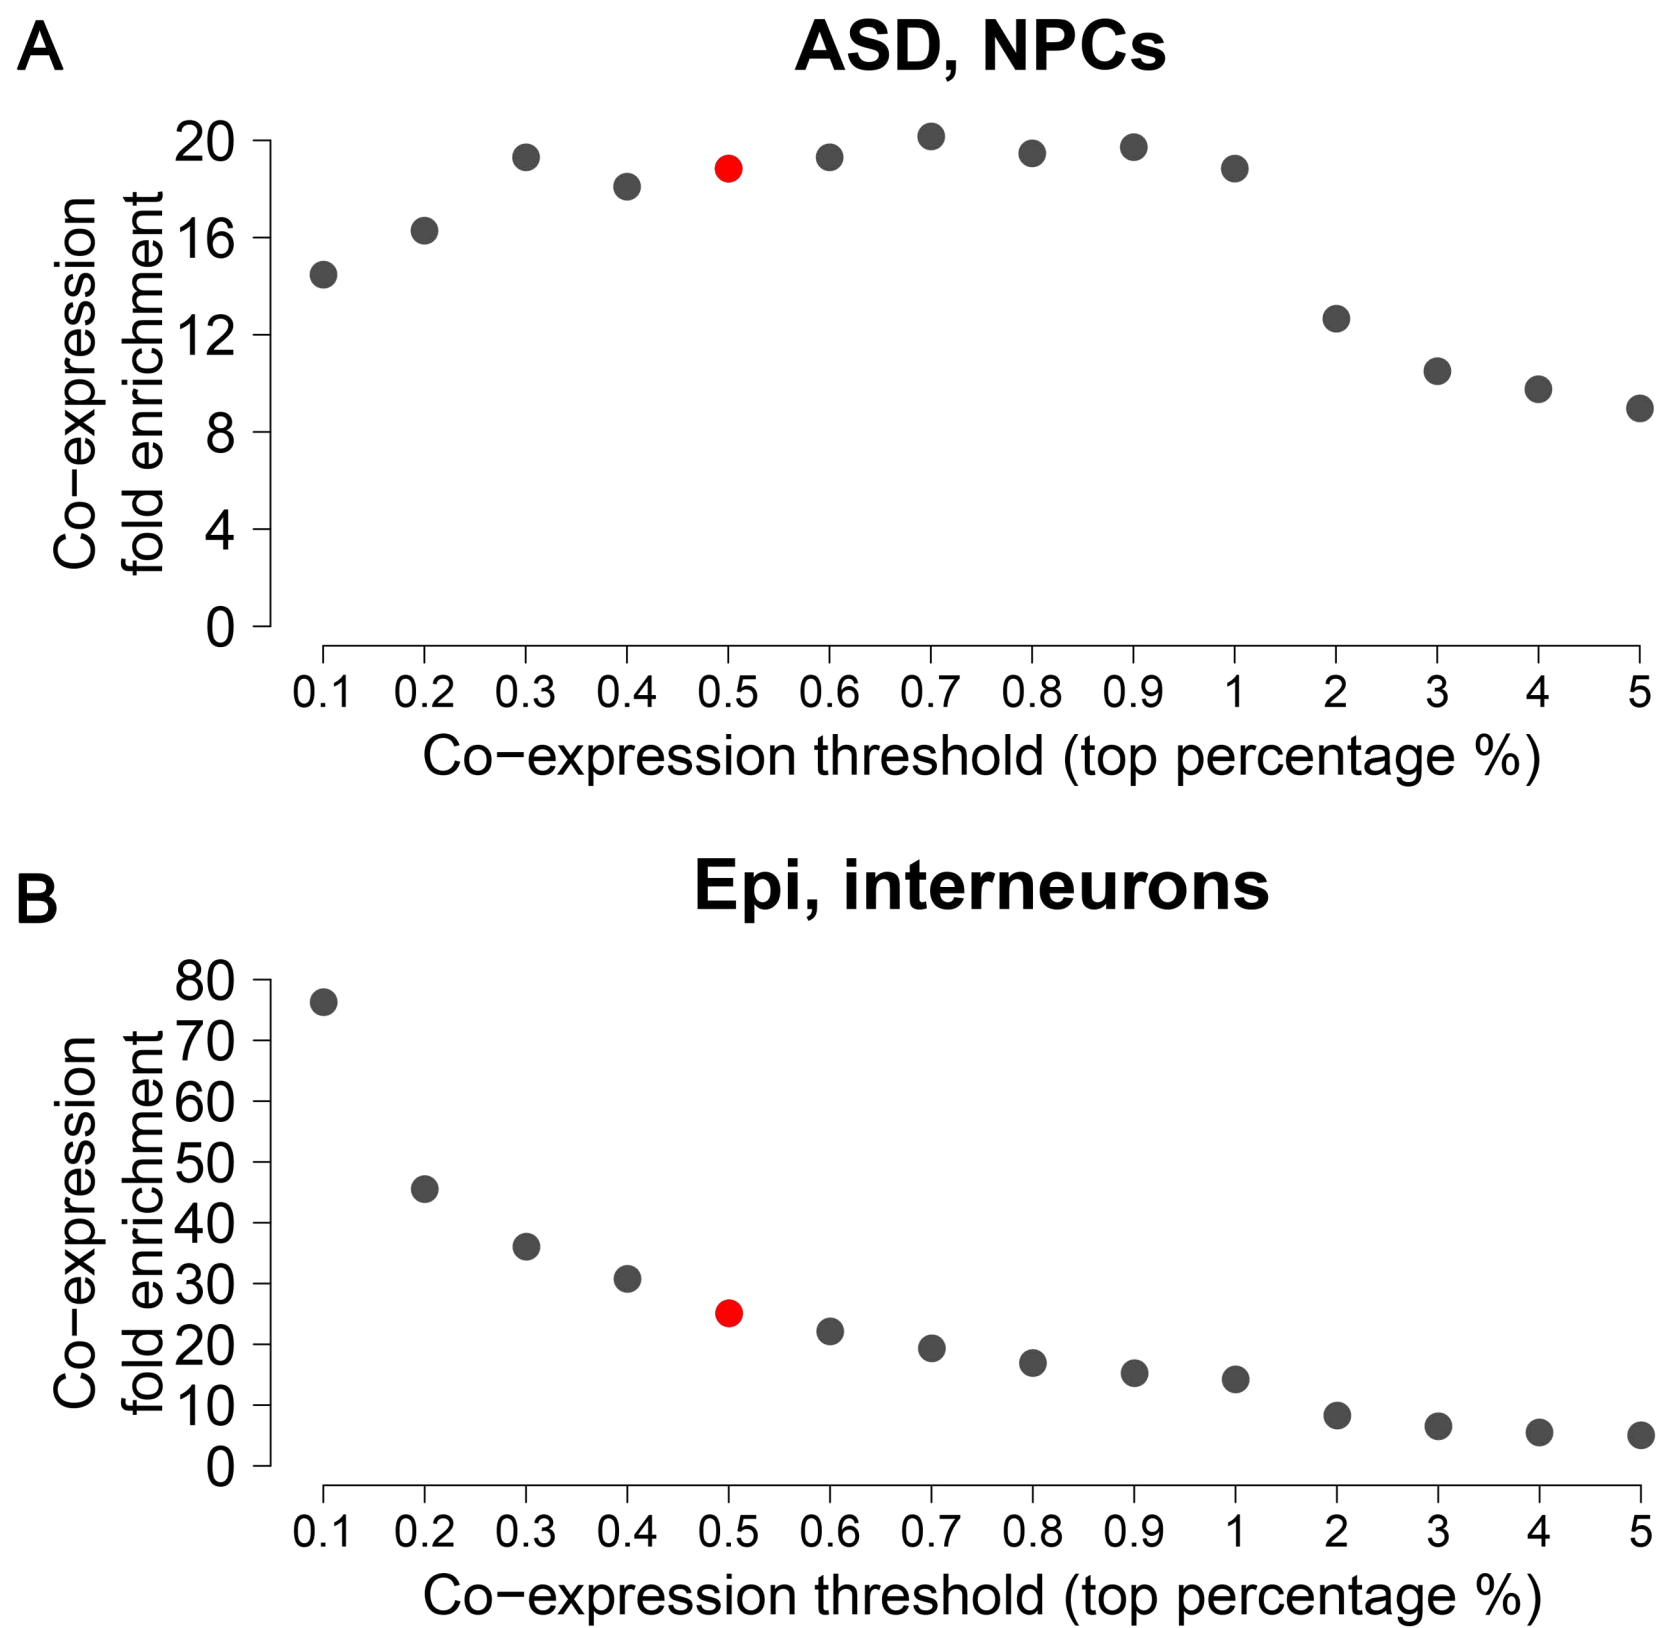 A
ASD, NPCs
Co−expression
fold enrichment
20
16
12
8
4
0
0.1 0.2 0.3 0.4 0.5 0.6 0.7 0.8 0.9 1 2 3 4 5
Co−expression threshold (top percentage %)
B
Epi, interneurons
Co−expression
fold enrichment
80
70
60
50
40
30
20
10
0
0.1 0.2 0.3 0.4 0.5 0.6 0.7 0.8 0.9 1 2 3 4 5
Co−expression threshold (top percentage %)